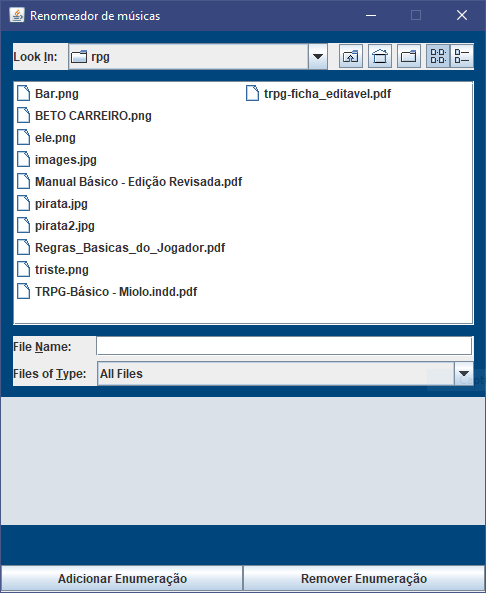 Renomeador de músicas
Look In: rpg
Bar.png
BETO CARREIRO.png
ele.png
images.jpg
Manual Básico - Edição Revisada.pdf
pirata.jpg
pirata2.jpg
Regras_Basicas_do_Jogador.pdf
triste.png
TRPG-Básico - Miolo.indd.pdf
trpg-ficha_editavel.pdf
File Name:
Files of Type: All Files
Adicionar Enumeração
Remover Enumeração